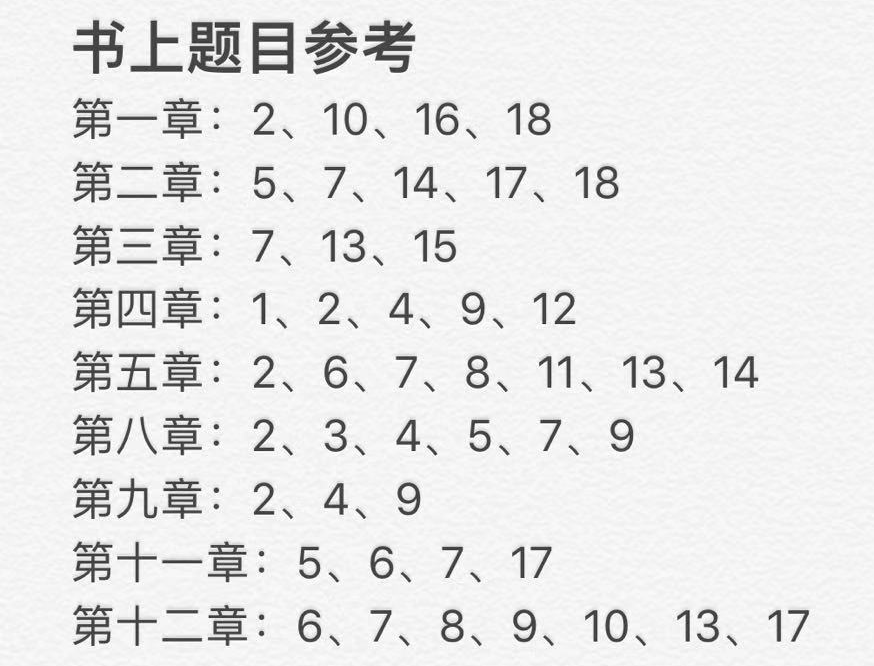 书上题目参考
第一章：2、10、16、18
第二章：5、7、14、17、18
第三章：7、13、15
第四章：1、2、4、9、12
第五章：2、6、7、8、11、13、14
第八章：2、3、4、5、7、9
第九章：2、4、9
第十一章：5、6、7、17
第十二章：6、7、8、9、10、13、17